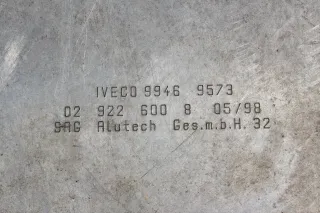 IVECO 9946 9573
02 922 600 8 05/98
SAG Alutech Ges.m.b.H. 32